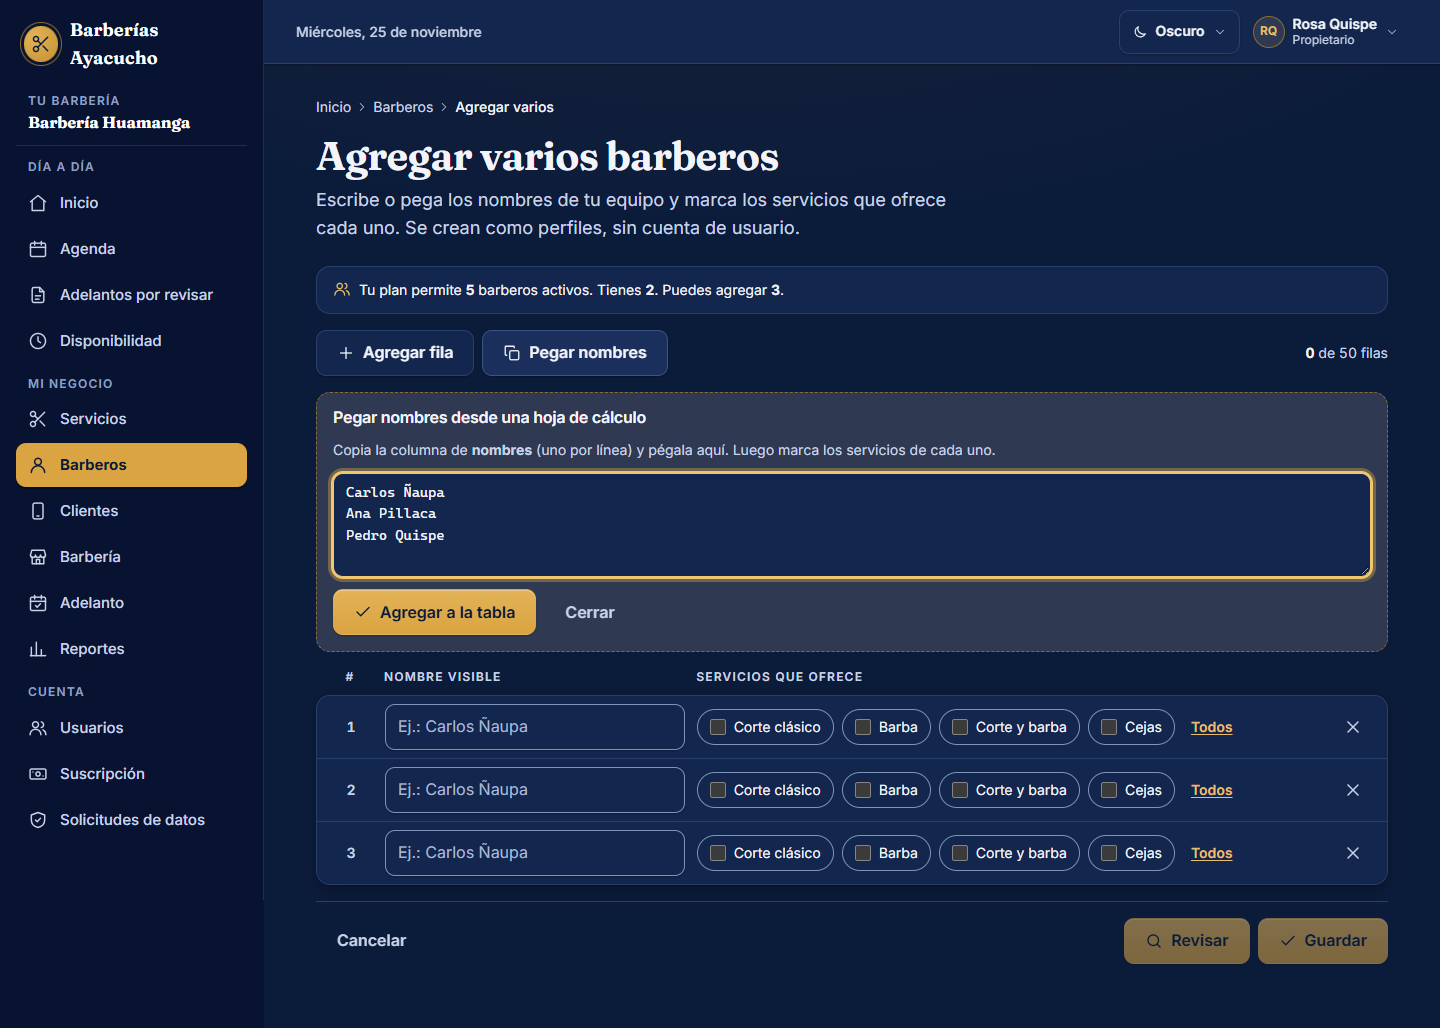 Barberías
Ayacucho
TU BARBERÍA
Barbería Huamanga
DÍA A DÍA
Inicio
Agenda
Adelantos por revisar
Disponibilidad
MI NEGOCIO
Servicios
Barberos
Clientes
Barbería
Adelanto
Reportes
CUENTA
Usuarios
Suscripción
Solicitudes de datos
Miércoles, 25 de noviembre
Oscuro
RQ
Rosa Quispe
Propietario
Inicio > Barberos > Agregar varios
Agregar varios barberos
Escribe o pega los nombres de tu equipo y marca los servicios que ofrece
cada uno. Se crean como perfiles, sin cuenta de usuario.
Tu plan permite 5 barberos activos. Tienes 2. Puedes agregar 3.
Agregar fila
Pegar nombres
0 de 50 filas
Pegar nombres desde una hoja de cálculo
Copia la columna de nombres (uno por línea) y pégala aquí. Luego marca los servicios de cada uno.
Carlos Ñaupa
Ana Pillaca
Pedro Quispe
Agregar a la tabla
Cerrar
# NOMBRE VISIBLE SERVICIOS QUE OFRECE
1 Ej.: Carlos Ñaupa Corte clásico Barba Corte y barba Cejas Todos
2 Ej.: Carlos Ñaupa Corte clásico Barba Corte y barba Cejas Todos
3 Ej.: Carlos Ñaupa Corte clásico Barba Corte y barba Cejas Todos
Cancelar
Revisar
Guardar